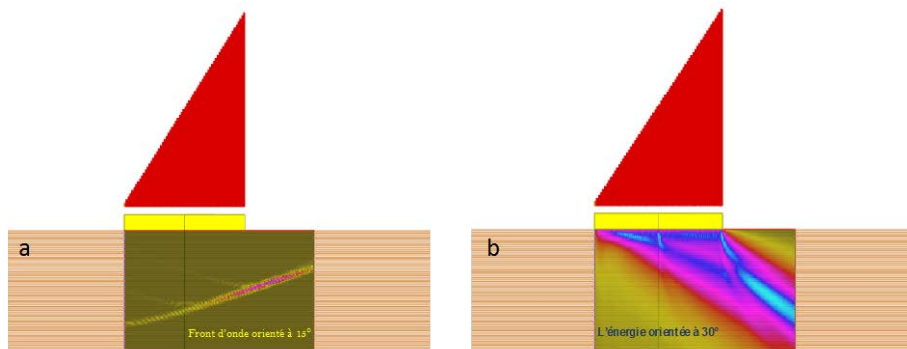 a
b
Front d'onde orienté à 15°
L'énergie orientée à 30°